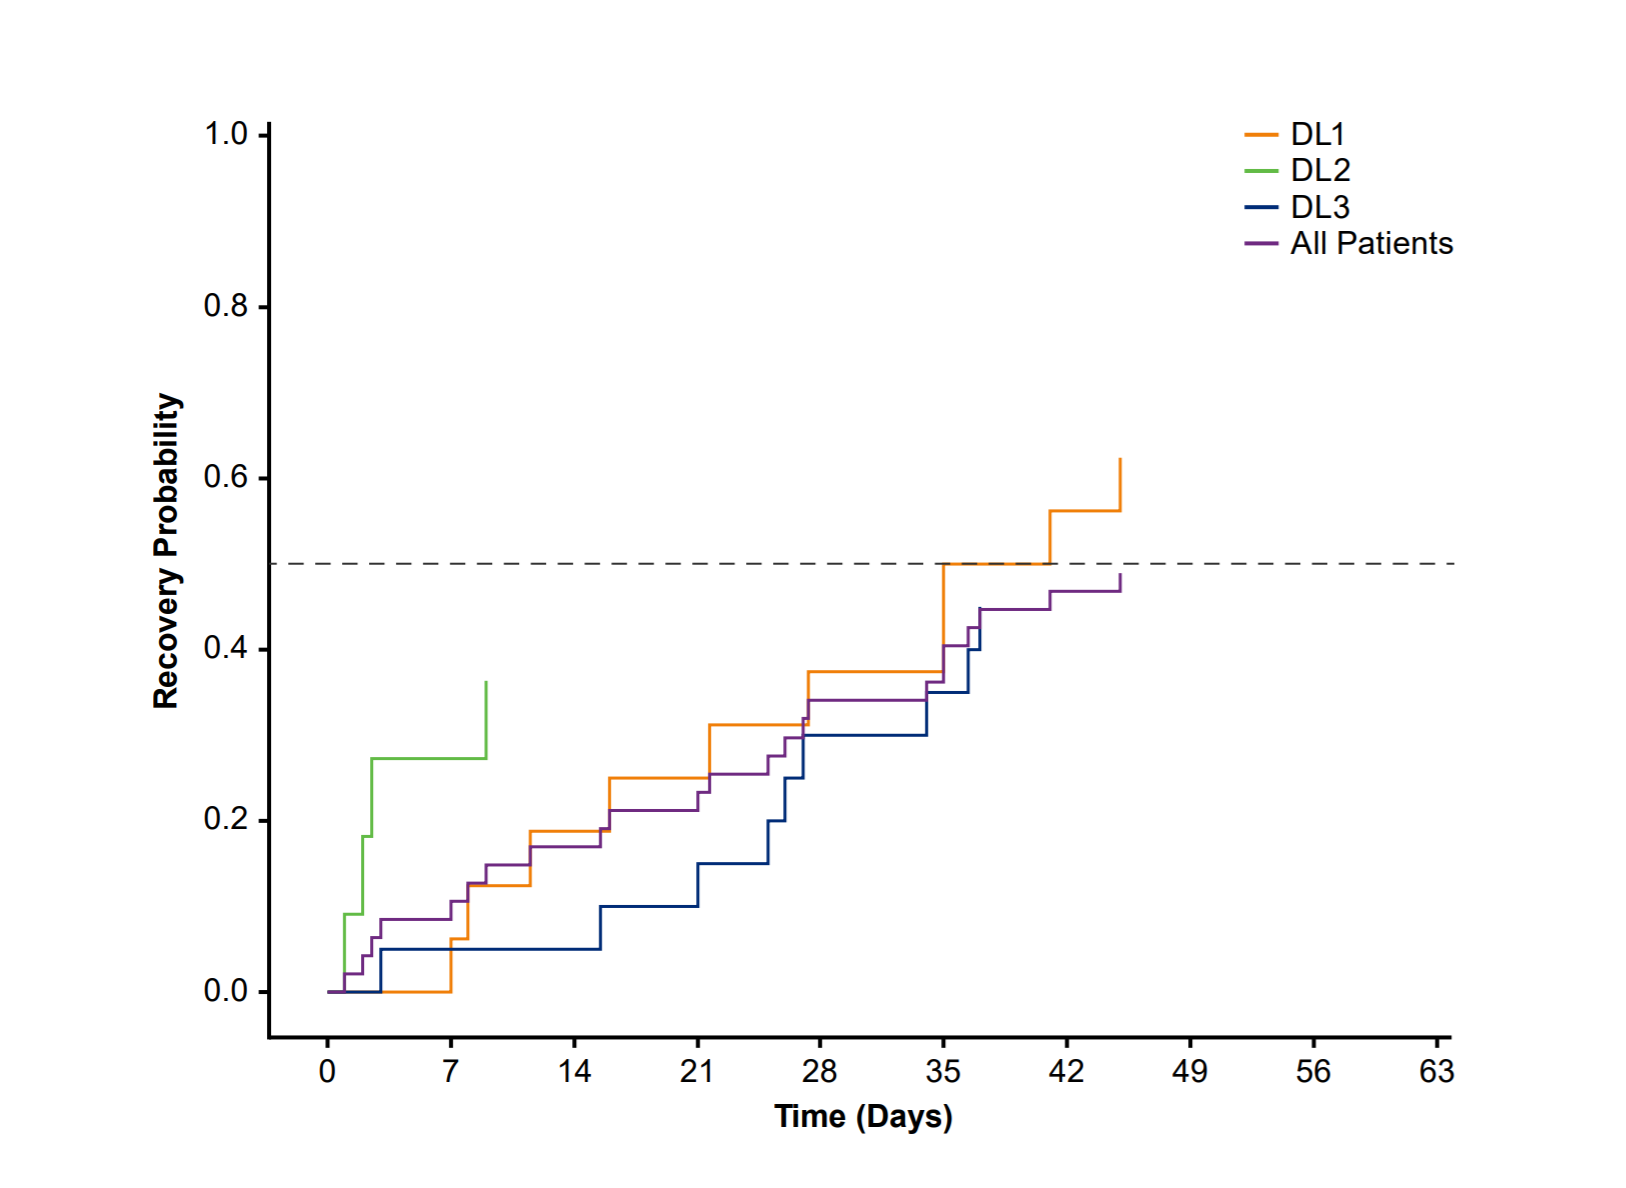 1.0
0.8
0.6
0.4
0.2
0.0
Recovery Probability
DL1
DL2
DL3
All Patients
0 7 14 21 28 35 42 49 56 63
Time (Days)